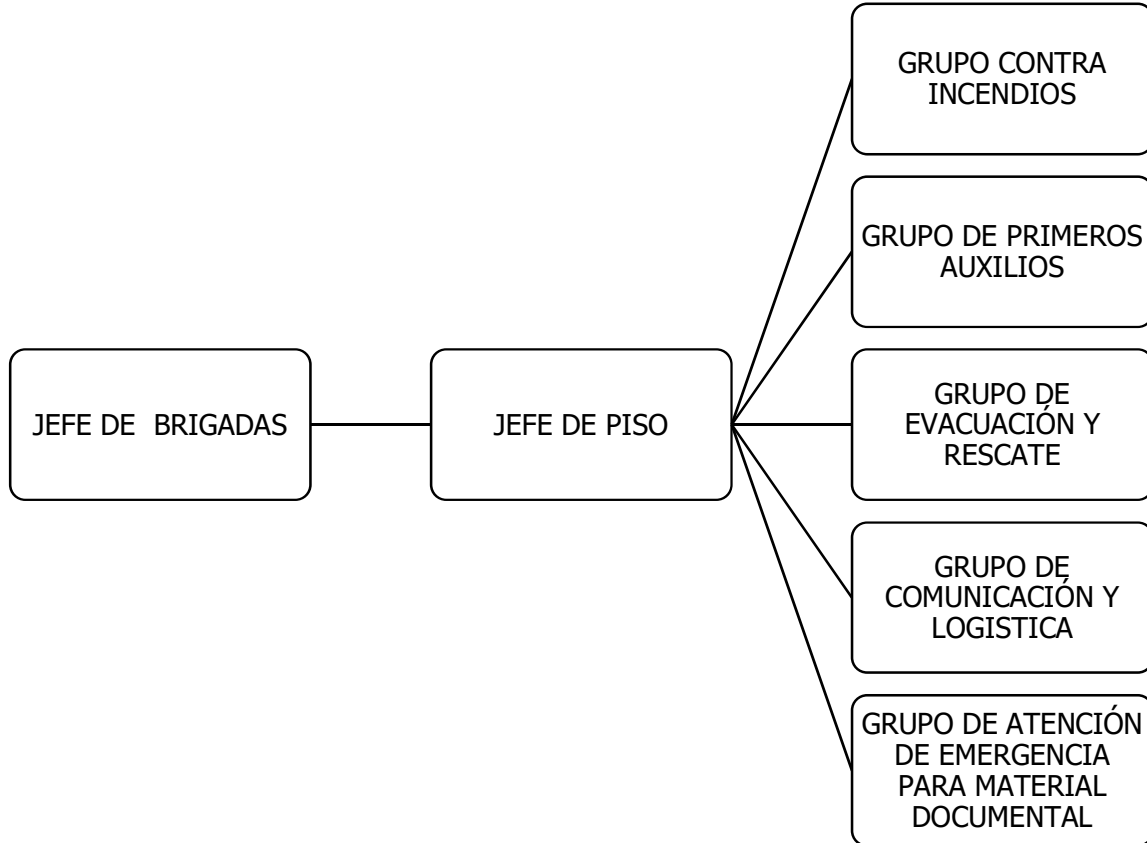 JEFE DE  BRIGADAS
JEFE DE PISO
GRUPO CONTRA
INCENDIOS
GRUPO DE PRIMEROS
AUXILIOS
GRUPO DE
EVACUACIÓN Y
RESCATE
GRUPO DE
COMUNICACIÓN Y
LOGISTICA
GRUPO DE ATENCIÓN
DE EMERGENCIA
PARA MATERIAL
DOCUMENTAL